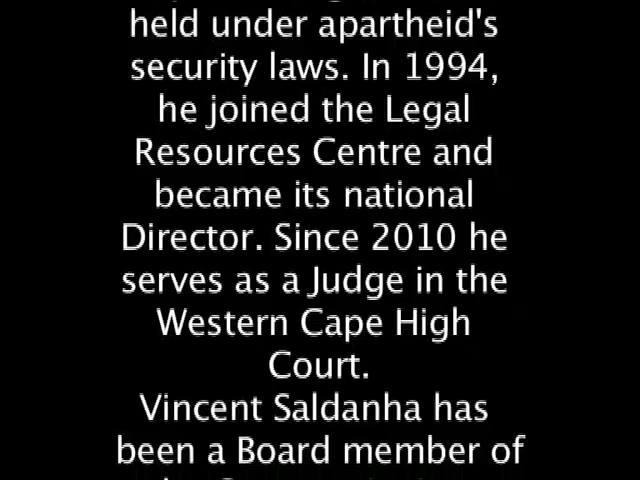 held under apartheid's
security laws. In 1994,
he joined the Legal
Resources Centre and
became its national
Director. Since 2010 he
serves as a Judge in the
Western Cape High
Court.
Vincent Saldanha has
been a Board member of